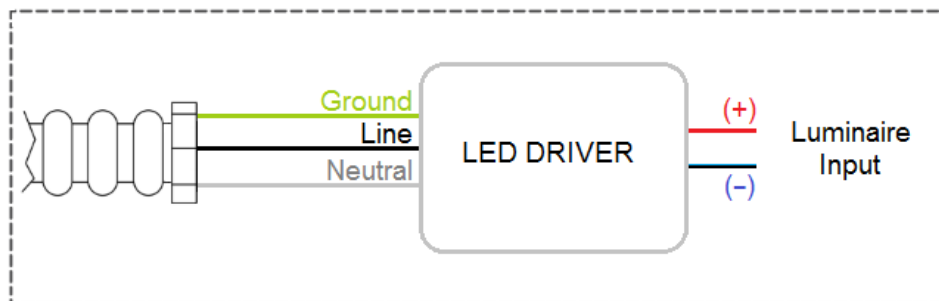 Ground
Line
Neutral
LED DRIVER
(+)
(–)
Luminaire
Input